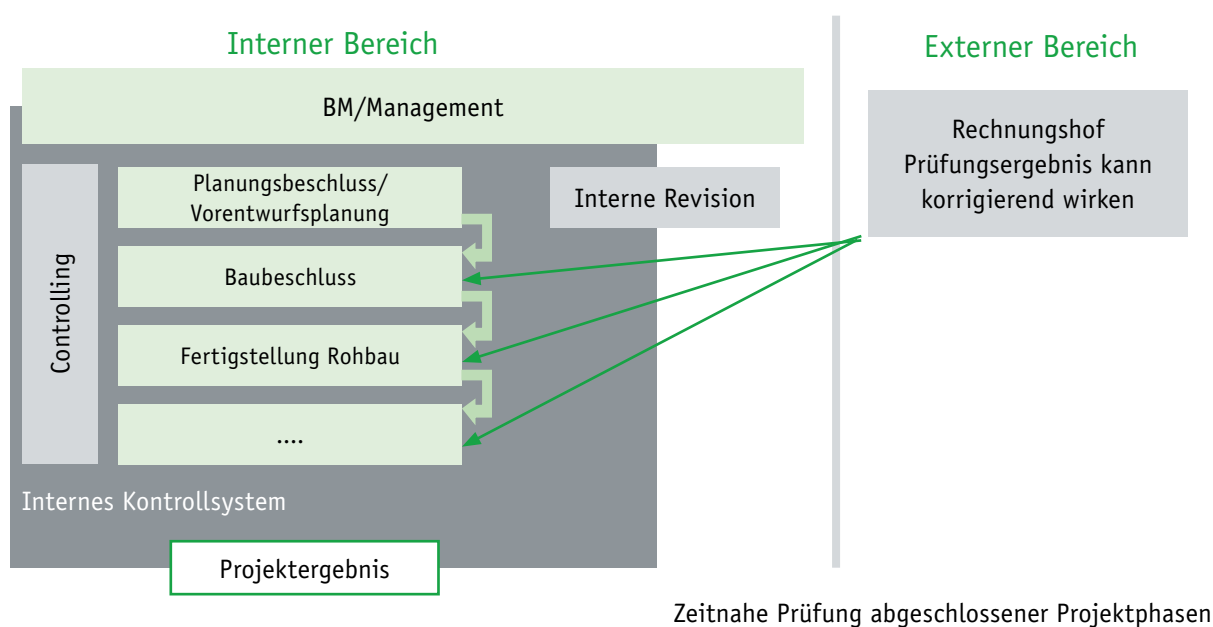 Interner Bereich
Externer Bereich
BM/Management
Rechnungshof
Prüfungsergebnis kann
korrigierend wirken
Controlling
Planungsbeschluss/
Vorentwurfsplanung
Interne Revision
Baubeschluss
Fertigstellung Rohbau
....
Internes Kontrollsystem
Projektergebnis
Zeitnahe Prüfung abgeschlossener Projektphasen